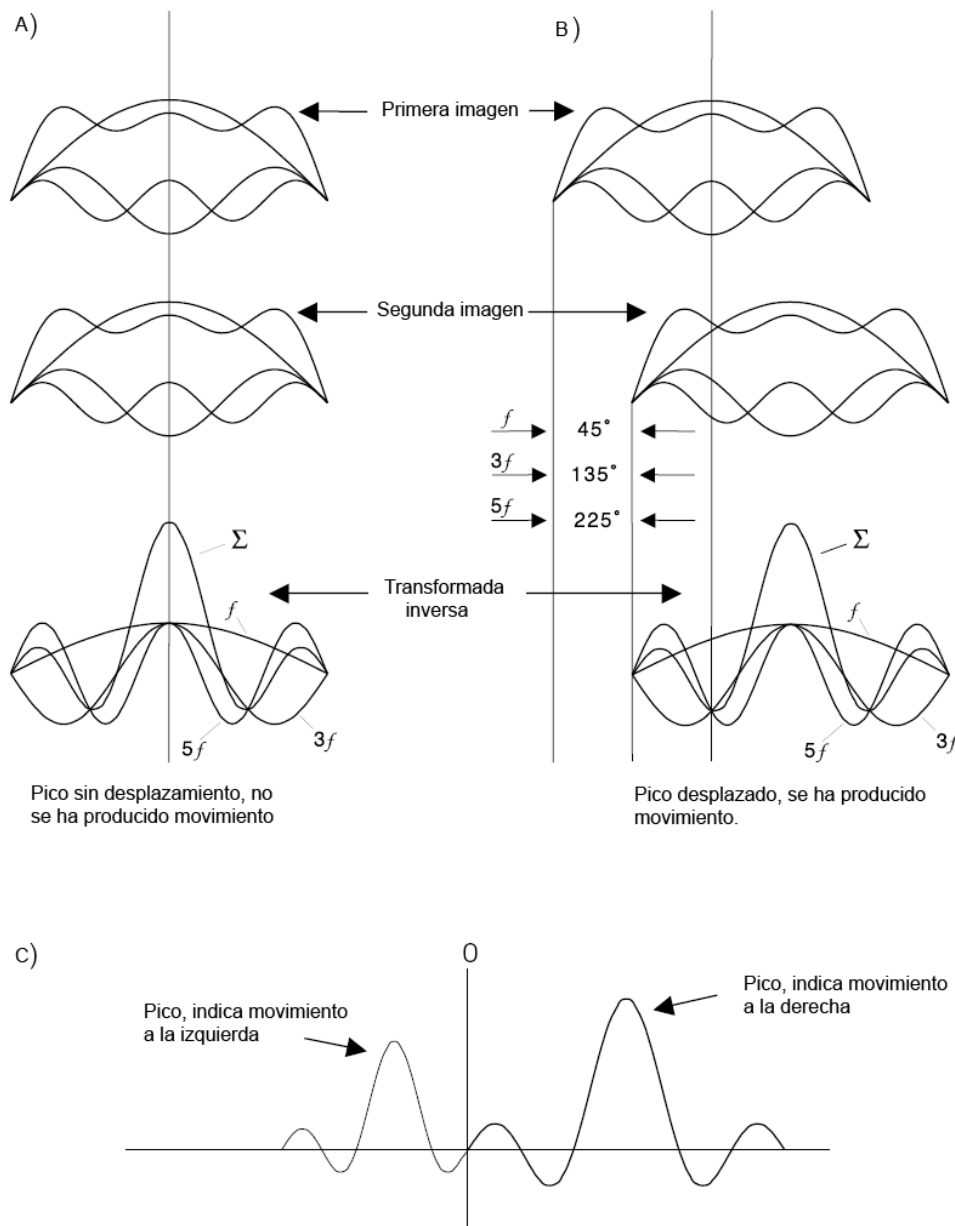 A)
B)
Primera imagen
Segunda imagen
f
45°
3f
135°
5f
225°
Σ
Σ
Transformada
inversa
f
f
5f
3f
5f
3f
Pico sin desplazamiento, no
se ha producido movimiento
Pico desplazado, se ha producido
movimiento.
C)
0
Pico, indica movimiento
a la izquierda
Pico, indica movimiento
a la derecha